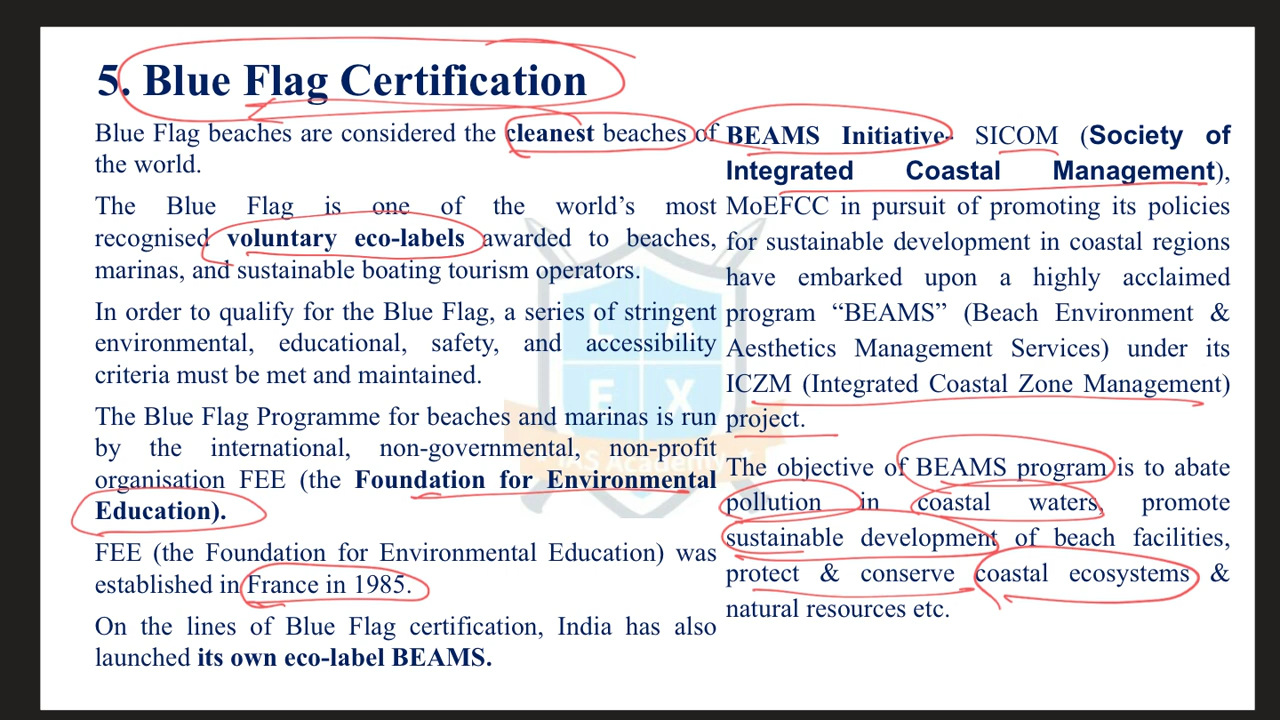 5. Blue Flag Certification
Blue Flag beaches are considered the cleanest beaches of
the world.
The Blue Flag is one of the world’s most
recognised voluntary eco-labels awarded to beaches,
marinas, and sustainable boating tourism operators.
In order to qualify for the Blue Flag, a series of stringent
environmental, educational, safety, and accessibility
criteria must be met and maintained.
The Blue Flag Programme for beaches and marinas is run
by the international, non-governmental, non-profit
organisation FEE (the Foundation for Environmental
Education).
FEE (the Foundation for Environmental Education) was
established in France in 1985.
On the lines of Blue Flag certification, India has also
launched its own eco-label BEAMS.
BEAMS Initiative- SICOM (Society of
Integrated Coastal Management),
MoEFCC in pursuit of promoting its policies
for sustainable development in coastal regions
have embarked upon a highly acclaimed
program “BEAMS” (Beach Environment &
Aesthetics Management Services) under its
ICZM (Integrated Coastal Zone Management)
project.
The objective of BEAMS program is to abate
pollution in coastal waters, promote
sustainable development of beach facilities,
protect & conserve coastal ecosystems &
natural resources etc.
L A
E X
IAS Academy